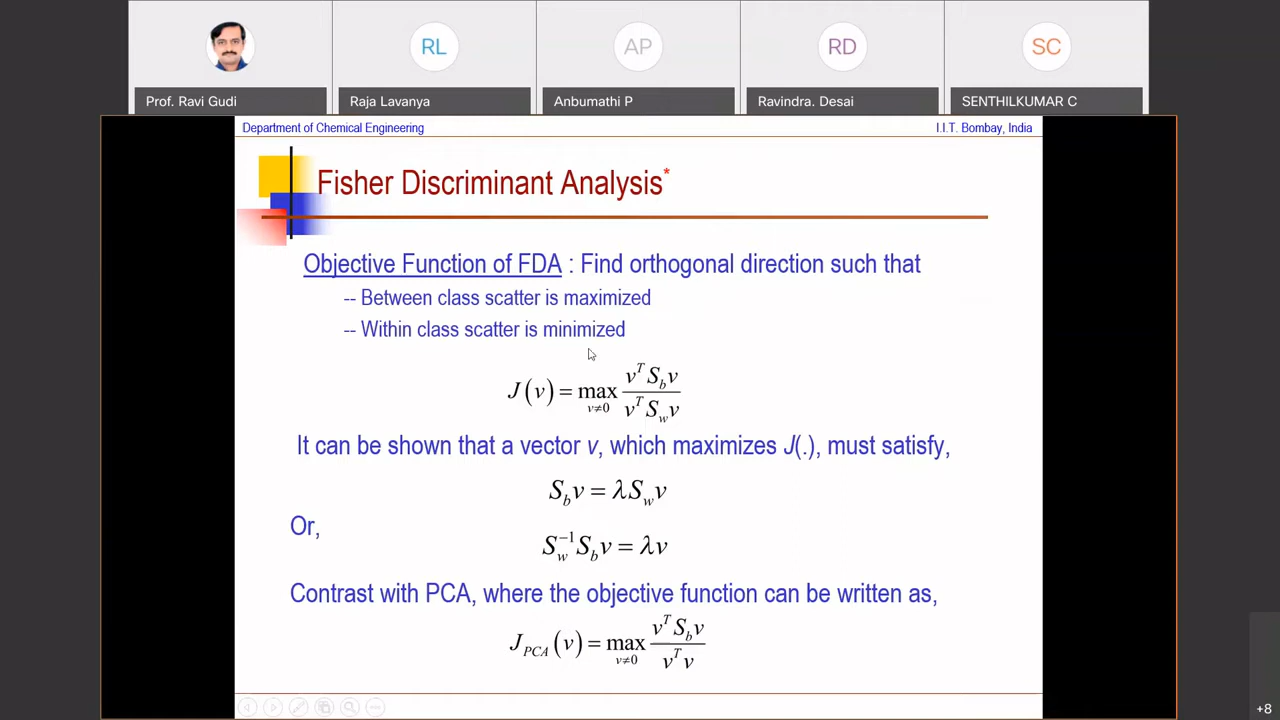 RL
AP
RD
SC
Prof. Ravi Gudi
Raja Lavanya
Anbumathi P
Ravindra. Desai
SENTHILKUMAR C
Department of Chemical Engineering
I.I.T. Bombay, India
Fisher Discriminant Analysis*
Objective Function of FDA : Find orthogonal direction such that
-- Between class scatter is maximized
-- Within class scatter is minimized
J(v) = max_{v≠0} (v^T S_b v) / (v^T S_w v)
It can be shown that a vector v, which maximizes J(.), must satisfy,
S_b v = λ S_w v
Or,
S_w^{-1} S_b v = λ v
Contrast with PCA, where the objective function can be written as,
J_{PCA}(v) = max_{v≠0} (v^T S_b v) / (v^T v)
+8